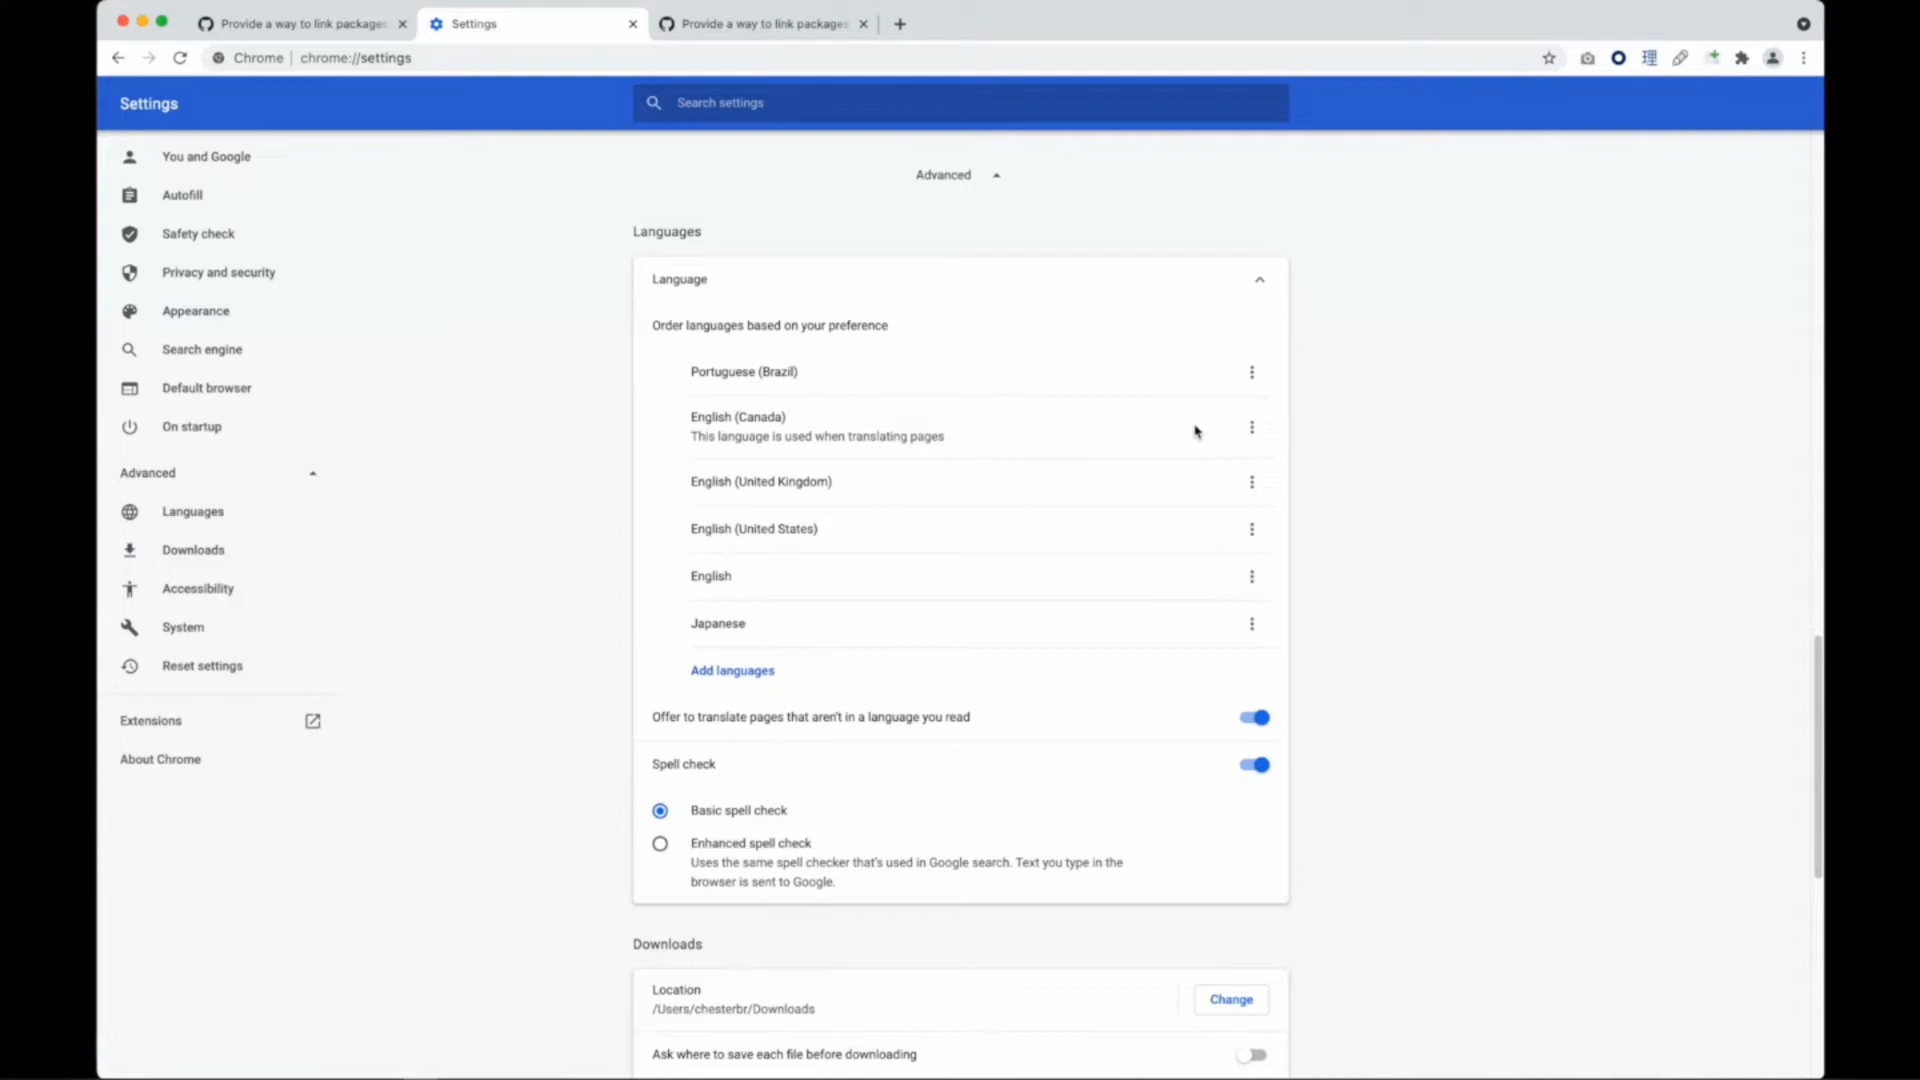 Provide a way to link packages
Settings
Provide a way to link packages
Chrome | chrome://settings
理
Settings
Search settings
You and Google
Autofill
Safety check
Privacy and security
Appearance
Search engine
Default browser
On startup
Advanced
Languages
Downloads
Accessibility
System
Reset settings
Extensions
About Chrome
Advanced
Languages
Language
Order languages based on your preference
Portuguese (Brazil)
English (Canada)
This language is used when translating pages
English (United Kingdom)
English (United States)
English
Japanese
Add languages
Offer to translate pages that aren't in a language you read
Spell check
Basic spell check
Enhanced spell check
Uses the same spell checker that's used in Google search. Text you type in the
browser is sent to Google.
Downloads
Location
/Users/chesterbr/Downloads
Change
Ask where to save each file before downloading